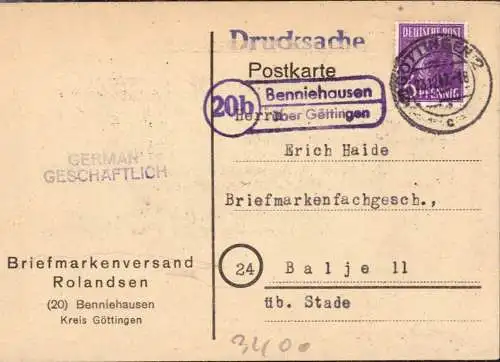 Drucksache
Postkarte
DEUTSCHE POST
PFENNIG
GÖTTINGEN 2
c
20b
Benniehausen
über Göttingen
Herrn
Erich Haide
Briefmarkenfachgesch.,
24
Balje 11
üb. Stade
GERMAN
GESCHÄFTLICH
Briefmarkenversand
Rolandsen
(20) Benniehausen
Kreis Göttingen